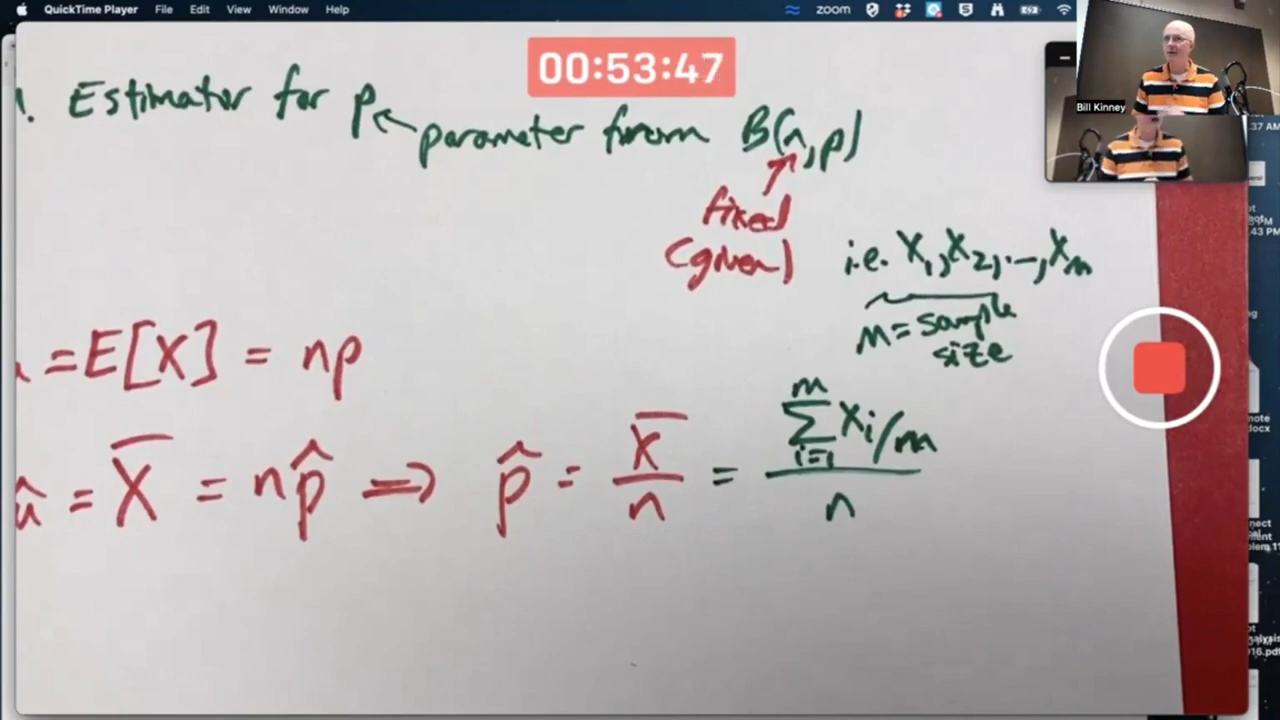 QuickTime Player File Edit View Window Help zoom
00:53:47
1. Estimator for p ← parameter from B(n,p)
Bill Kinney
fixed
(given)
i.e. X₁, X₂, ..., Xₘ
m = sample
size
= E[X] = np
= X̄ = np̂ ⟹ p̂ = X̄/n = (∑ᵢ₌₁ᵐ xᵢ/m)/n